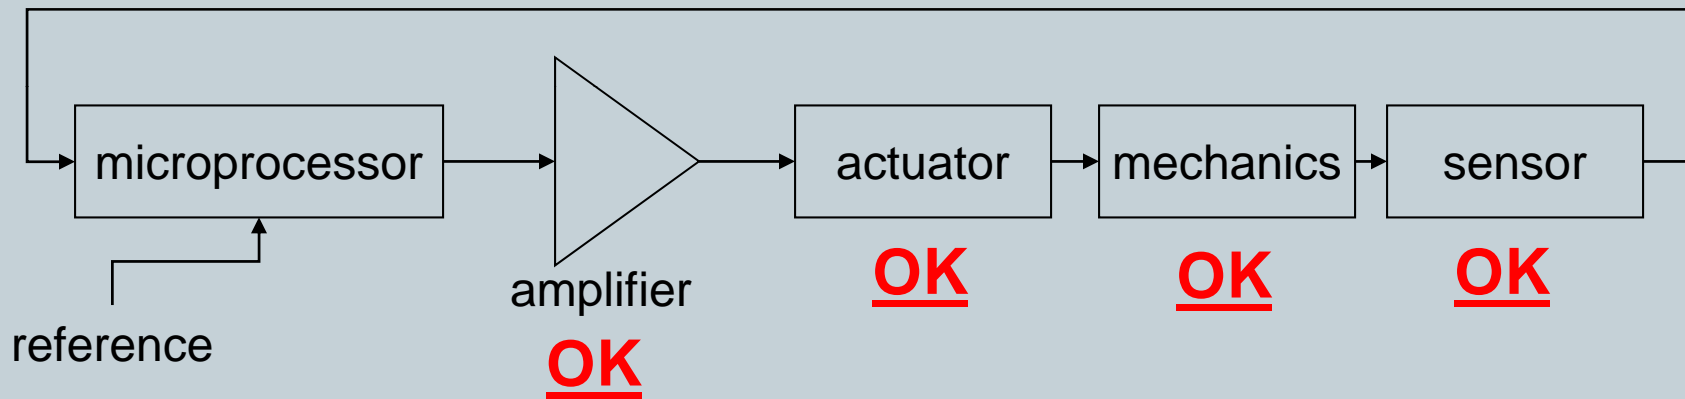 microprocessor
actuator
mechanics
sensor
OK
OK
OK
amplifier
reference
OK